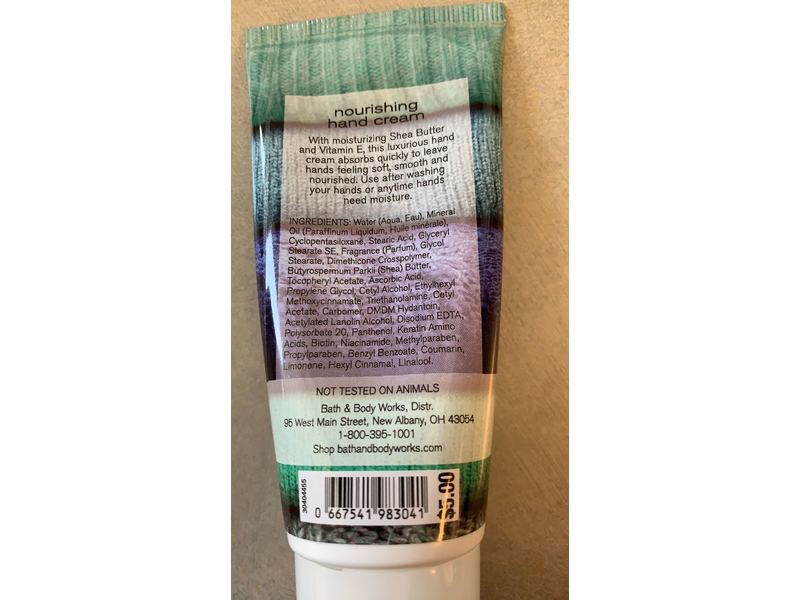 nourishing
hand cream
With moisturizing Shea Butter
and Vitamin E, this luxurious hand
cream absorbs quickly to leave
hands feeling soft, smooth and
nourished. Use after washing
your hands or anytime hands
need moisture.
INGREDIENTS: Water (Aqua, Eau), Mineral
Oil (Paraffinum Liquidum, Huile minérale),
Cyclopentasiloxane, Stearic Acid, Glyceryl
Stearate SE, Fragrance (Parfum), Glycol
Stearate, Dimethicone Crosspolymer,
Butyrospermum Parkii (Shea) Butter,
Tocopheryl Acetate, Ascorbic Acid,
Propylene Glycol, Cetyl Alcohol, Ethylhexyl
Methoxycinnamate, Triethanolamine, Cetyl
Acetate, Carbomer, DMDM Hydantoin,
Acetylated Lanolin Alcohol, Disodium EDTA,
Polysorbate 20, Panthenol, Keratin Amino
Acids, Biotin, Niacinamide, Methylparaben,
Propylparaben, Benzyl Benzoate, Coumarin,
Limonene, Hexyl Cinnamal, Linalool.
NOT TESTED ON ANIMALS
Bath & Body Works, Distr.
95 West Main Street, New Albany, OH 43054
1-800-395-1001
Shop bathandbodyworks.com
30404455
0 667541 983041
$5.00